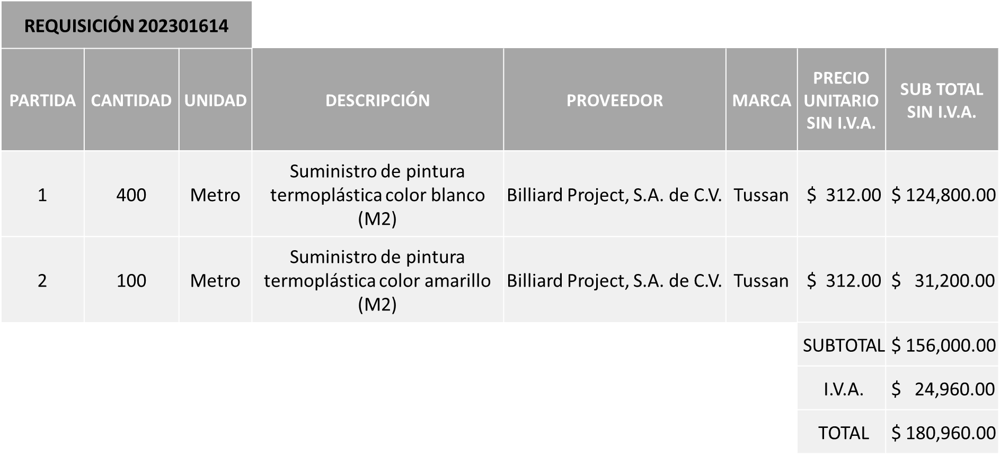 REQUISICIÓN 202301614
PARTIDA CANTIDAD UNIDAD DESCRIPCIÓN PROVEEDOR MARCA PRECIO UNITARIO SIN I.V.A. SUB TOTAL SIN I.V.A.
Suministro de pintura
1 400 Metro termoplástica color blanco Billiard Project, S.A. de C.V. Tussan $ 312.00 $ 124,800.00
(M2)
Suministro de pintura
2 100 Metro termoplástica color amarillo Billiard Project, S.A. de C.V. Tussan $ 312.00 $ 31,200.00
(M2)
SUBTOTAL $ 156,000.00
I.V.A. $ 24,960.00
TOTAL $ 180,960.00